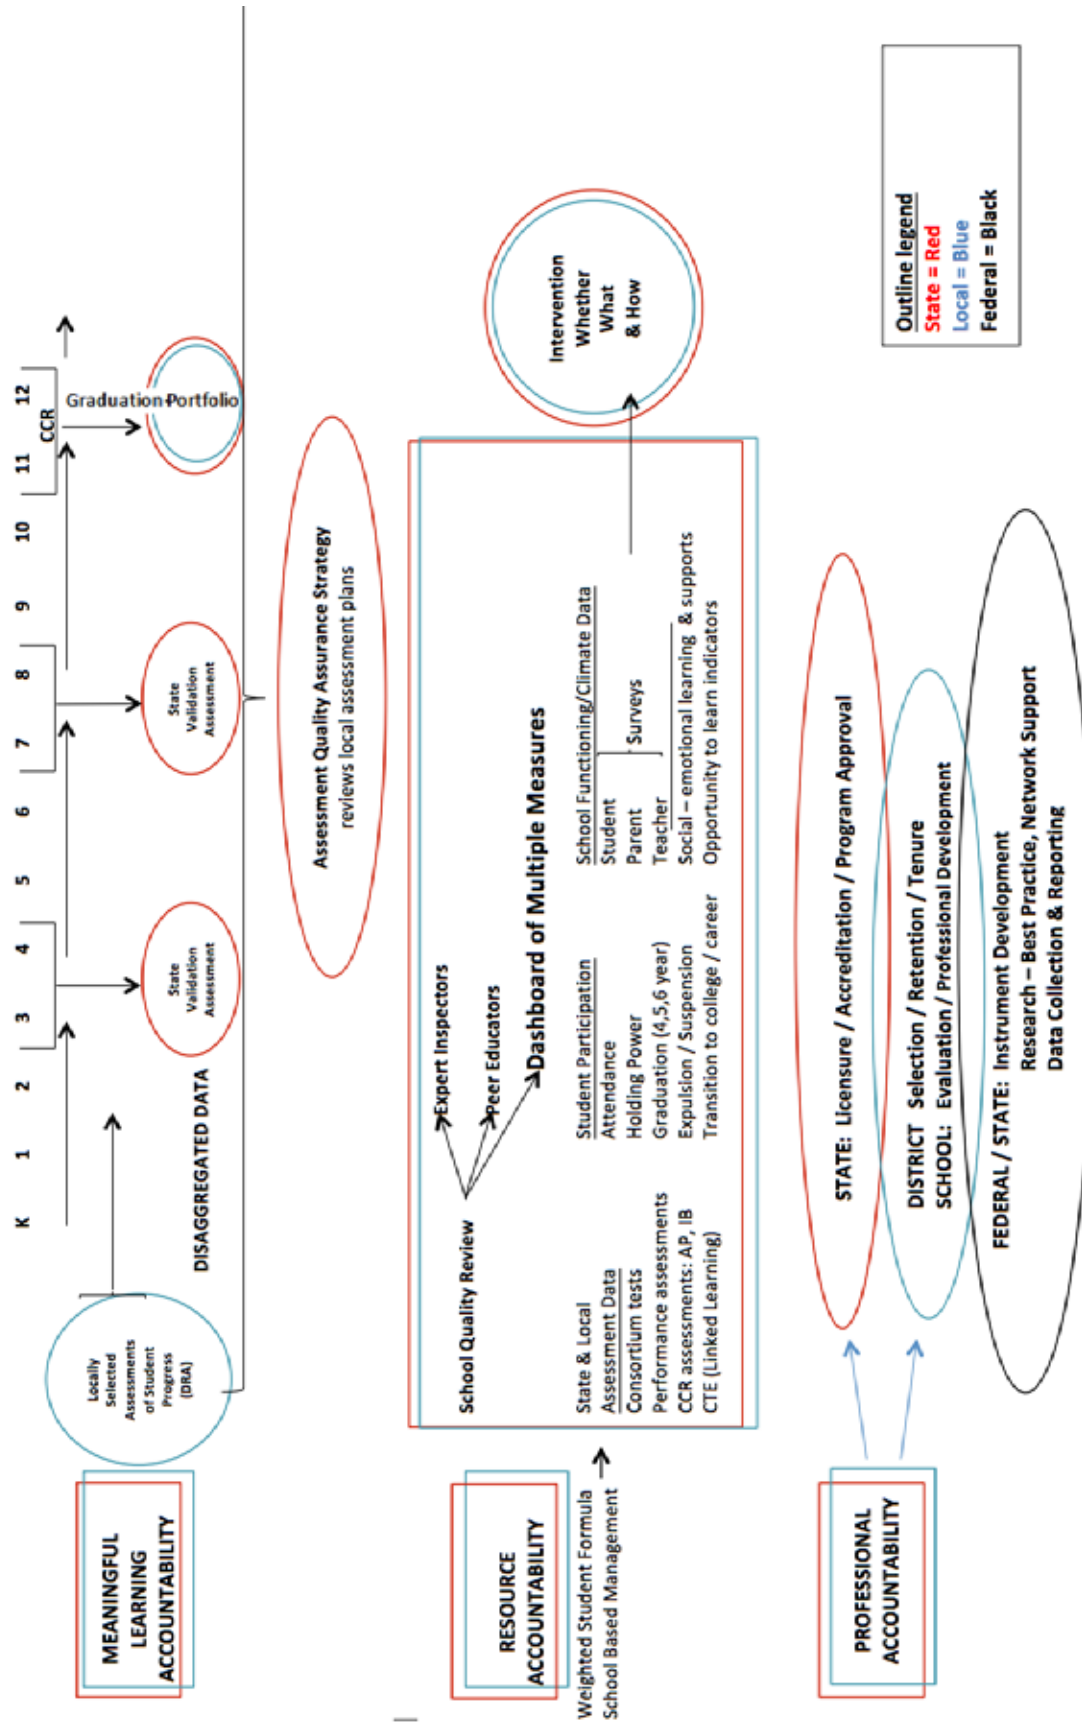 MEANINGFUL
LEARNING
ACCOUNTABILITY
Locally
Selected
Assessments
of Student
Progress
(DRA)
K 1 2 3 4 5 6 7 8 9 10 11 12
CCR
DISAGGREGATED DATA
State
Validation
Assessment
State
Validation
Assessment
Graduation Portfolio
Assessment Quality Assurance Strategy
reviews local assessment plans
RESOURCE
ACCOUNTABILITY
Weighted Student Formula
School Based Management
School Quality Review
Expert Inspectors
Peer Educators
Dashboard of Multiple Measures
State & Local
Assessment Data
Consortium tests
Performance assessments
CCR assessments: AP, IB
CTE (Linked Learning)
Student Participation
Attendance
Holding Power
Graduation (4,5,6 year)
Expulsion / Suspension
Transition to college / career
School Functioning/Climate Data
Student
Parent
Teacher
Surveys
Social – emotional learning & supports
Opportunity to learn indicators
Intervention
Whether
What
& How
PROFESSIONAL
ACCOUNTABILITY
STATE: Licensure / Accreditation / Program Approval
DISTRICT Selection / Retention / Tenure
SCHOOL: Evaluation / Professional Development
FEDERAL / STATE: Instrument Development
Research – Best Practice, Network Support
Data Collection & Reporting
Outline legend
State = Red
Local = Blue
Federal = Black